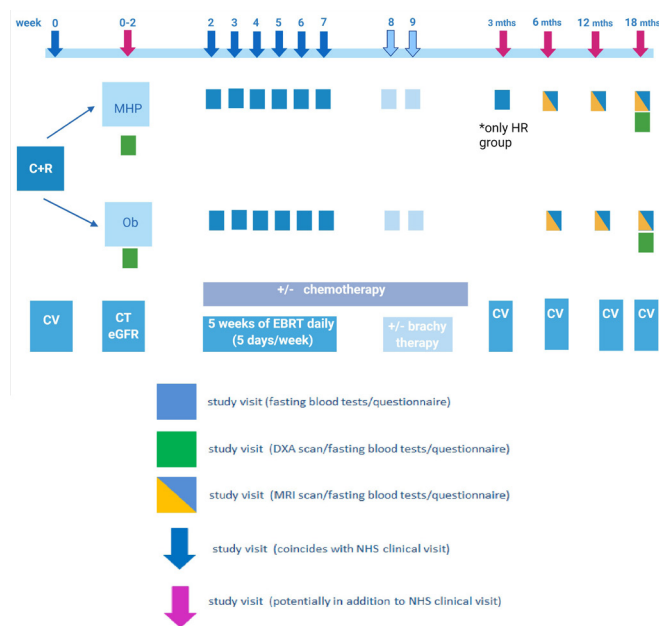 week 0 0-2 2 3 4 5 6 7 8 9 3 mths 6 mths 12 mths 18 mths
MHP
*only HR
group
C+R
Ob
+/- chemotherapy
CV
CT
eGFR
5 weeks of EBRT daily
(5 days/week)
+/- brachy
therapy
CV
CV
CV
CV
study visit (fasting blood tests/questionnaire)
study visit (DXA scan/fasting blood tests/questionnaire)
study visit (MRI scan/fasting blood tests/questionnaire)
study visit (coincides with NHS clinical visit)
study visit (potentially in addition to NHS clinical visit)